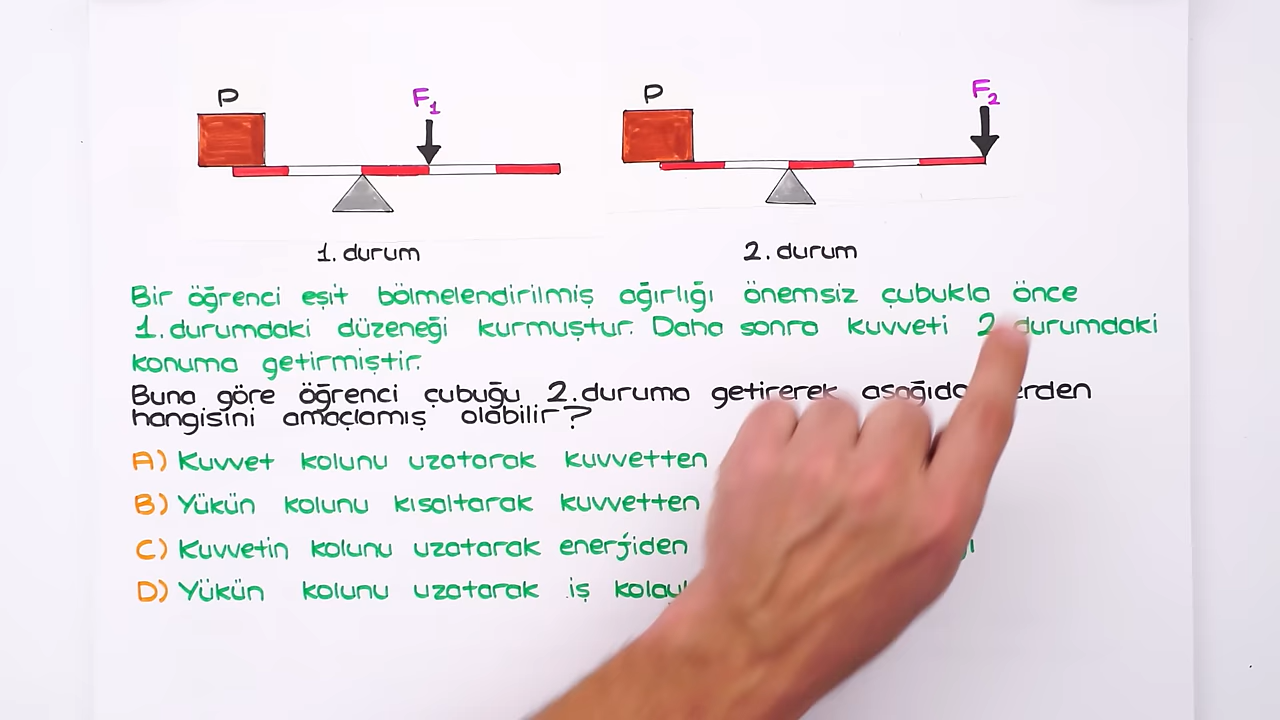 P F₁ P F₂
1. durum 2. durum
Bir öğrenci eşit bölmelendirilmiş ağırlığı önemsiz çubukla önce
1. durumdaki düzeneği kurmuştur. Daha sonra kuvveti 2 durumdaki
konuma getirmiştir.
Buna göre öğrenci çubuğu 2. duruma getirerek
hangisini amaçlamış olabilir?
A) Kuvvet kolunu uzatarak kuvvetten
B) Yükün kolunu kısaltarak kuvvetten
C) Kuvvetin kolunu uzatarak enerjiden
D) Yükün kolunu uzatarak iş